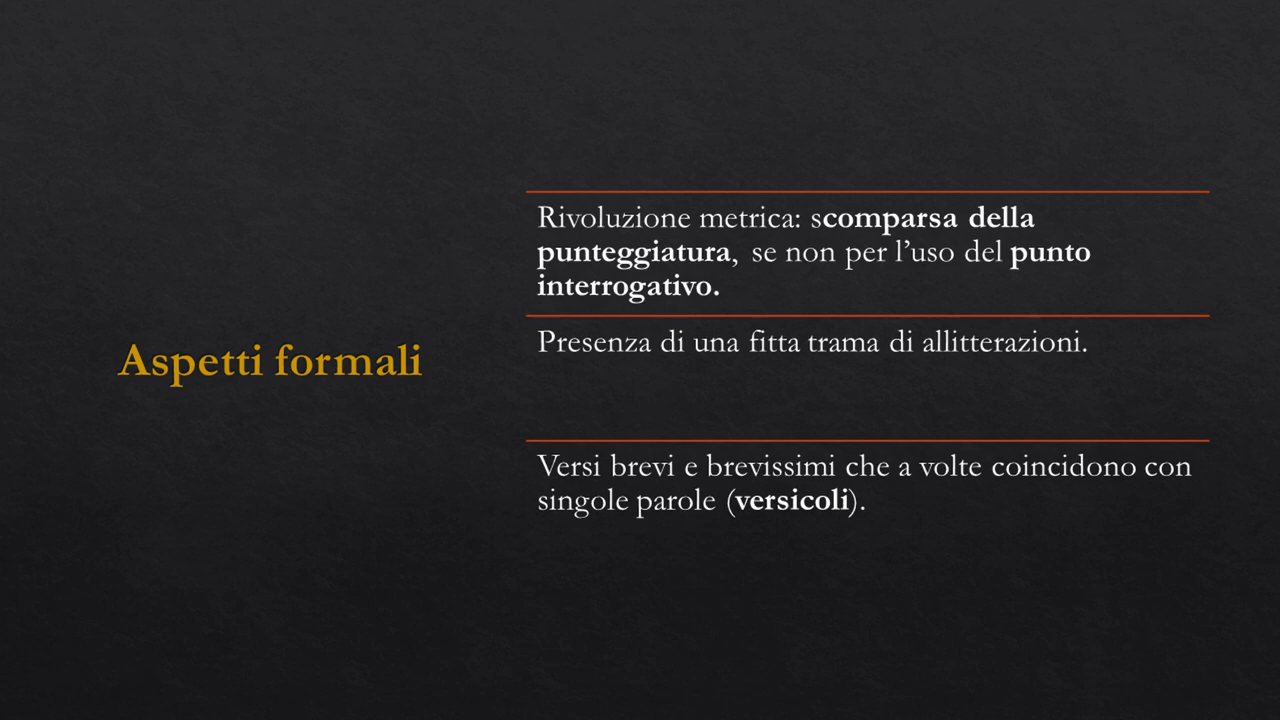 Aspetti formali
Rivoluzione metrica: scomparsa della
punteggiatura, se non per l’uso del punto
interrogativo.
Presenza di una fitta trama di allitterazioni.
Versi brevi e brevissimi che a volte coincidono con
singole parole (versicoli).